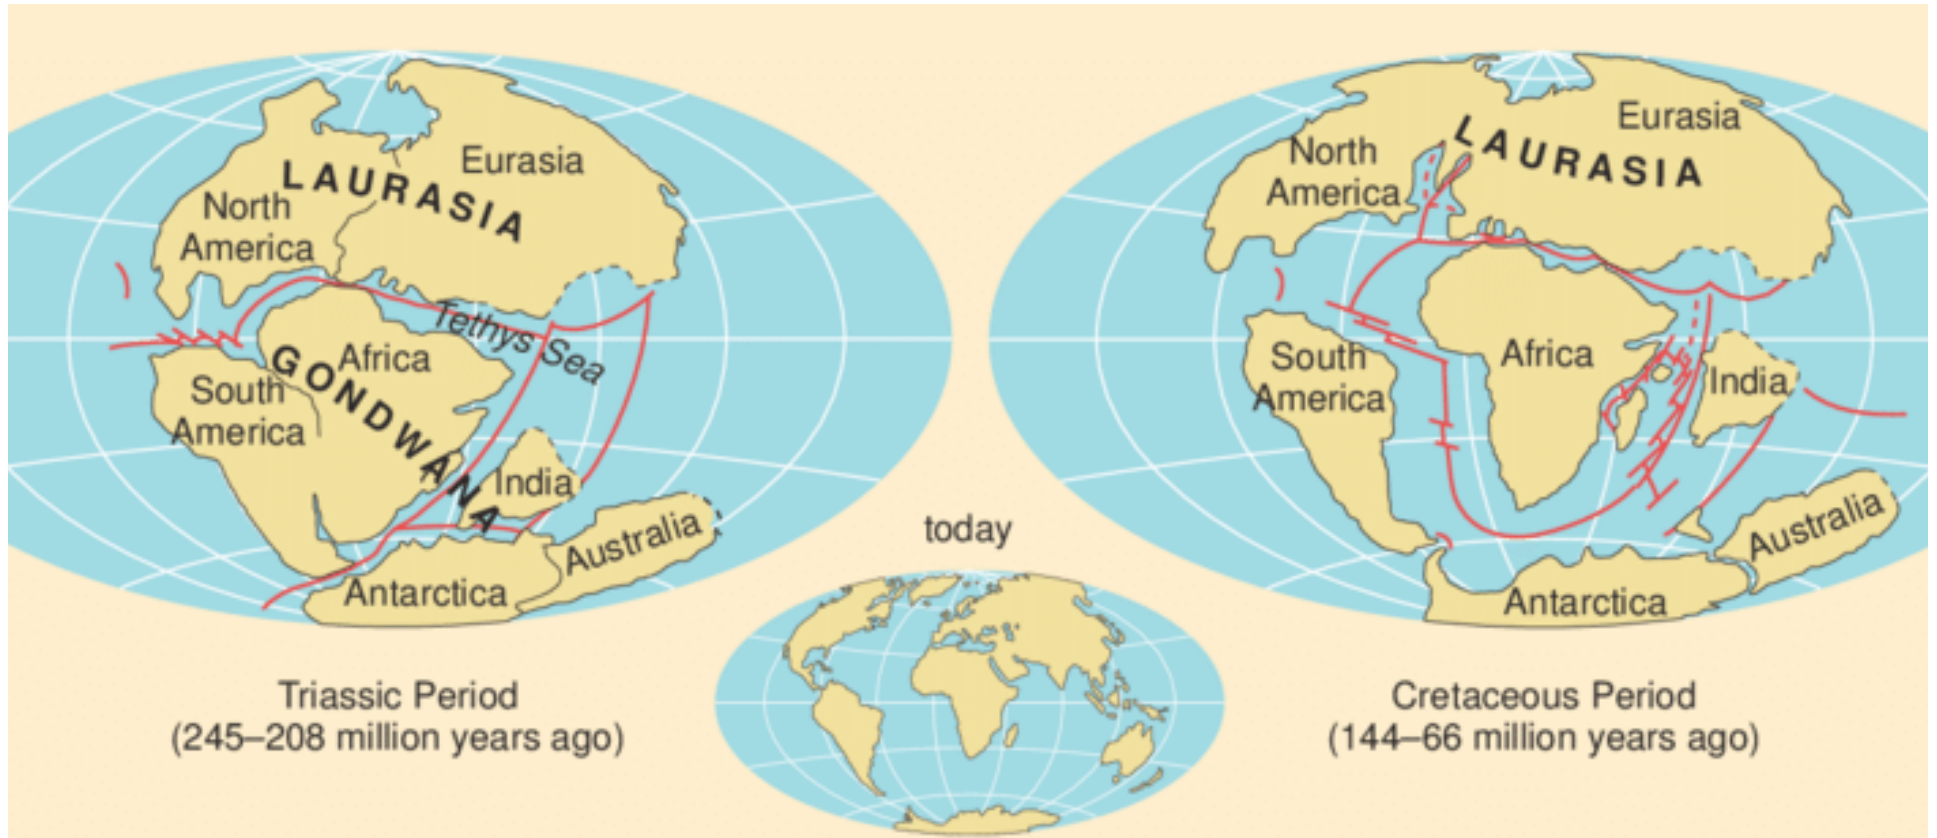 LAURASIA
Eurasia
North
America
Tethys Sea
GONDWANA
Africa
South
America
India
Australia
Antarctica
Triassic Period
(245–208 million years ago)
today
LAURASIA
Eurasia
North
America
South
America
Africa
India
Australia
Antarctica
Cretaceous Period
(144–66 million years ago)